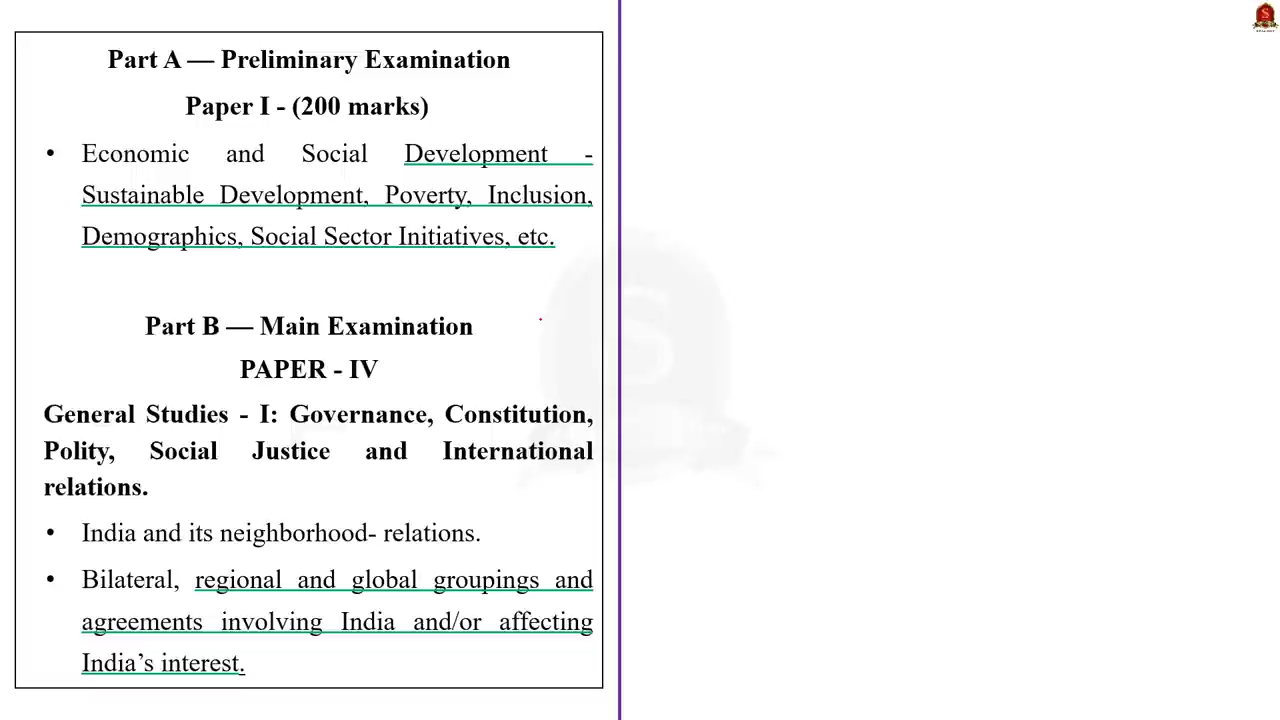 Part A — Preliminary Examination
Paper I - (200 marks)
• Economic and Social Development -
Sustainable Development, Poverty, Inclusion,
Demographics, Social Sector Initiatives, etc.
Part B — Main Examination
PAPER - IV
General Studies - I: Governance, Constitution,
Polity, Social Justice and International
relations.
• India and its neighborhood- relations.
• Bilateral, regional and global groupings and
agreements involving India and/or affecting
India’s interest.
S
S